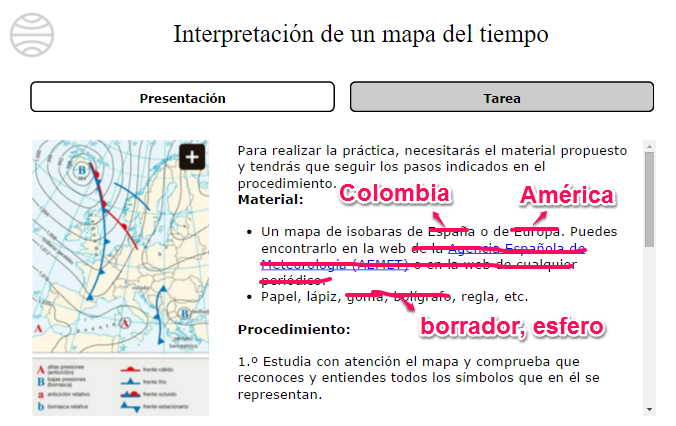 Interpretación de un mapa del tiempo
Presentación
Tarea
B
B
A
A
A altas presiones (anticiclón)
B bajas presiones (borrasca)
a anticiclón relativo
b borrasca relativa
frente cálido
frente frío
frente ocluido
frente estacionario
Para realizar la práctica, necesitarás el material propuesto
y tendrás que seguir los pasos indicados en el
procedimiento.
Colombia
América
Material:
Un mapa de isobaras de España o de Europa. Puedes
encontrarlo en la web de la Agencia Española de
Meteorología (AEMET) o en la web de cualquier
periódico.
Papel, lápiz, goma, bolígrafo, regla, etc.
borrador, esfero
Procedimiento:
1.º Estudia con atención el mapa y comprueba que
reconoces y entiendes todos los símbolos que en él se
representan.